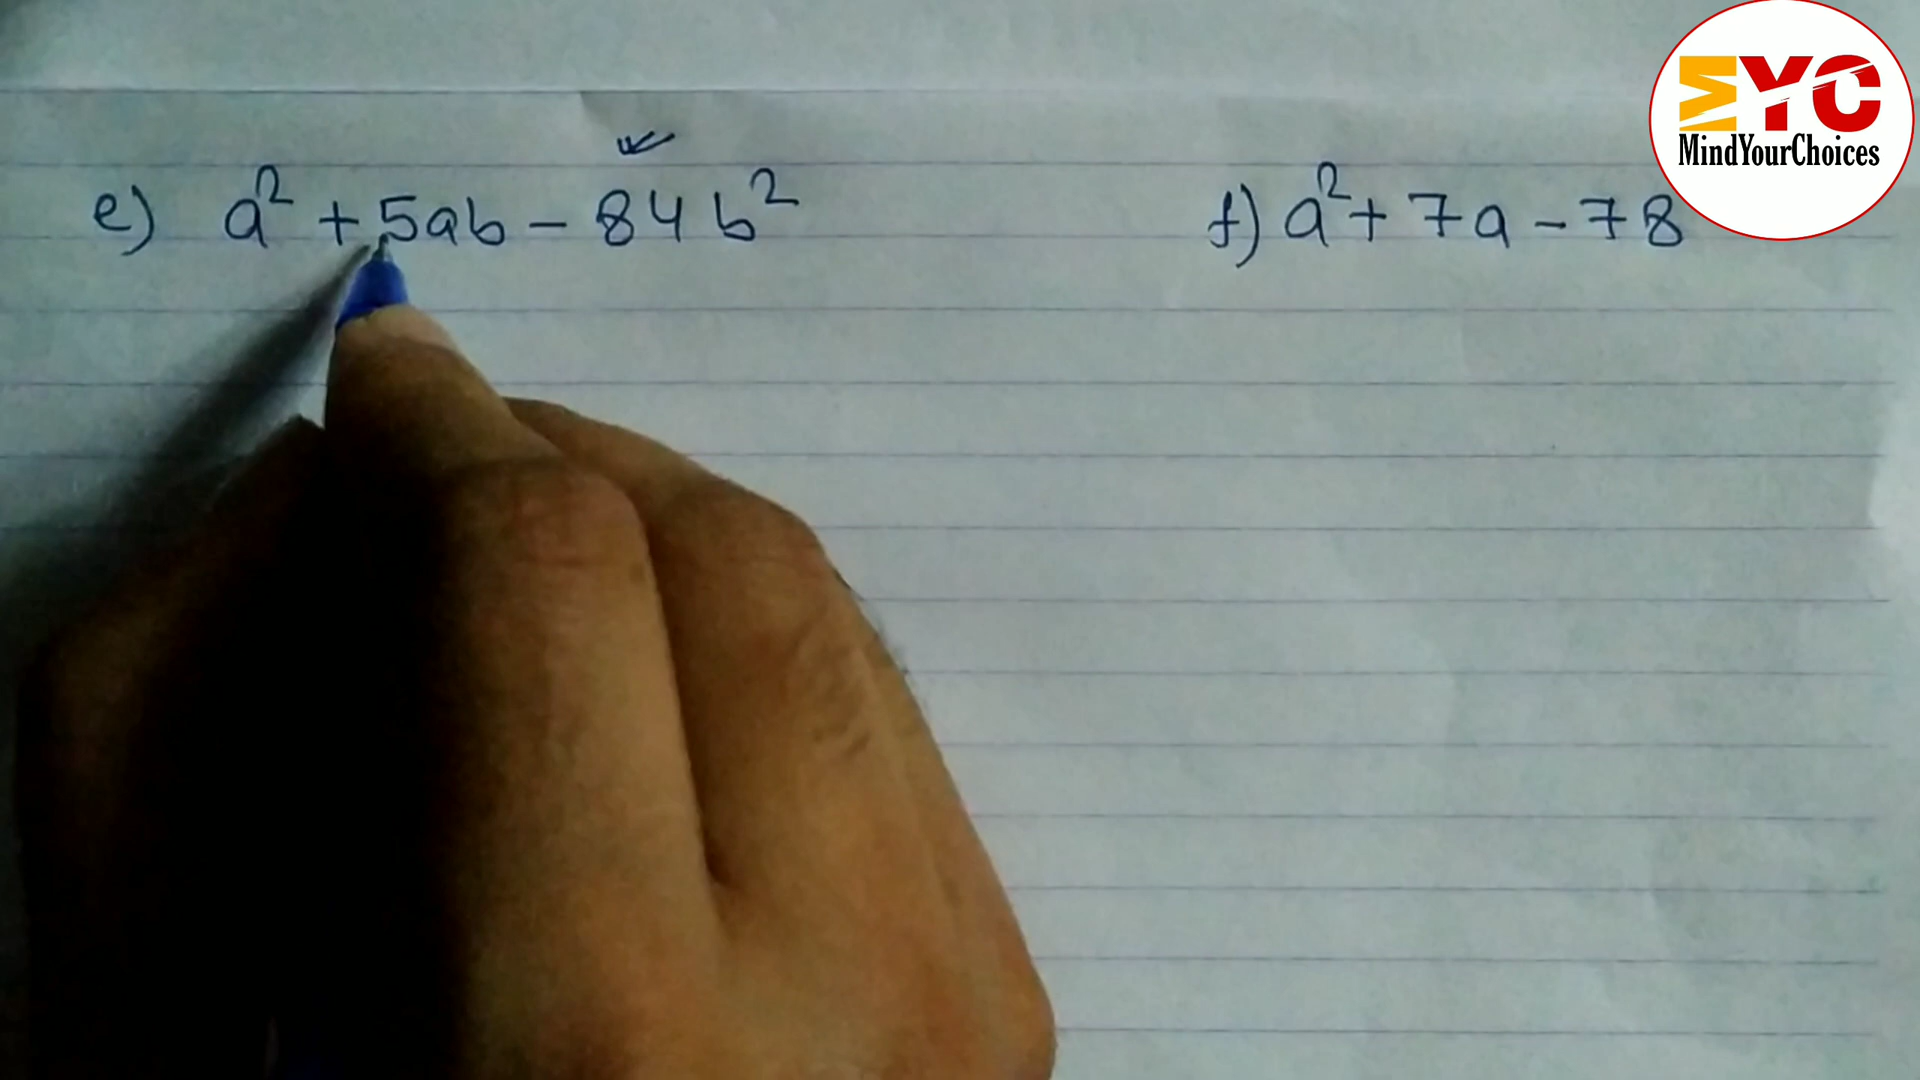 e) a² + 5ab - 84b²
f) a² + 7a - 78
MYC
MindYourChoices